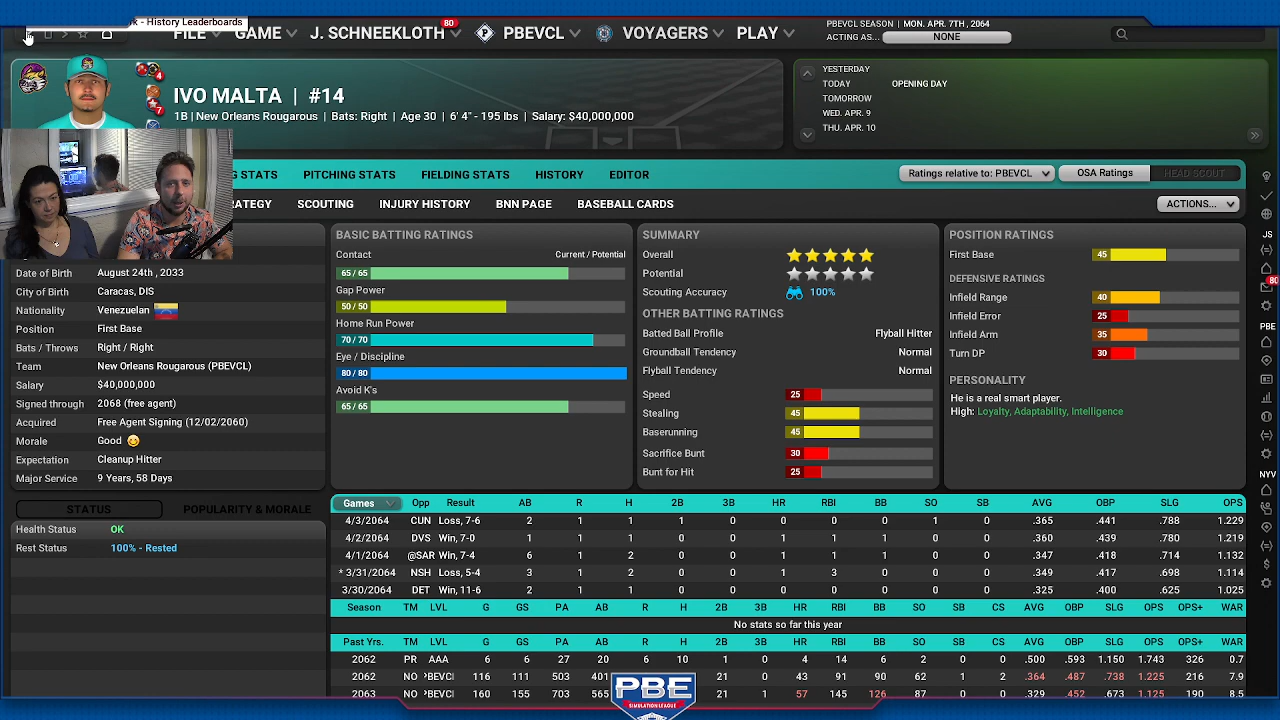 k - History Leaderboards
FILE GAME J. SCHNEEKLOTH 80 PBEVCL VOYAGERS PLAY
PBEVCL SEASON | MON. APR. 7TH, 2064
ACTING AS... NONE
4
7
IVO MALTA | #14
1B | New Orleans Rougarous | Bats: Right | Age 30 | 6' 4" - 195 lbs | Salary: $40,000,000
YESTERDAY
TODAY OPENING DAY
TOMORROW
WED. APR. 9
THU. APR. 10
G STATS PITCHING STATS FIELDING STATS HISTORY EDITOR
Ratings relative to: PBEVCL OSA Ratings HEAD SCOUT
RATEGY SCOUTING INJURY HISTORY BNN PAGE BASEBALL CARDS ACTIONS...
Date of Birth August 24th , 2033
City of Birth Caracas, DIS
Nationality Venezuelan
Position First Base
Bats / Throws Right / Right
Team New Orleans Rougarous (PBEVCL)
Salary $40,000,000
Signed through 2068 (free agent)
Acquired Free Agent Signing (12/02/2060)
Morale Good
Expectation Cleanup Hitter
Major Service 9 Years, 58 Days
STATUS POPULARITY & MORALE
Health Status OK
Rest Status 100% - Rested
BASIC BATTING RATINGS
Contact Current / Potential
65 / 65
Gap Power
50 / 50
Home Run Power
70 / 70
Eye / Discipline
80 / 80
Avoid K's
65 / 65
SUMMARY
Overall
Potential
Scouting Accuracy 100%
OTHER BATTING RATINGS
Batted Ball Profile Flyball Hitter
Groundball Tendency Normal
Flyball Tendency Normal
Speed 25
Stealing 45
Baserunning 45
Sacrifice Bunt 30
Bunt for Hit 25
POSITION RATINGS
First Base 45
DEFENSIVE RATINGS
Infield Range 40
Infield Error 25
Infield Arm 35
Turn DP 30
PERSONALITY
He is a real smart player.
High: Loyalty, Adaptability, Intelligence
JS
80
PBE
NYV
Games Opp Result AB R H 2B 3B HR RBI BB SO SB AVG OBP SLG OPS
4/3/2064 CUN Loss, 7-6 2 1 1 1 0 0 0 0 1 0 .365 .441 .788 1.229
4/2/2064 DVS Win, 7-0 1 1 1 0 0 1 1 1 0 0 .360 .439 .780 1.219
4/1/2064 @SAR Win, 7-4 6 1 2 0 0 1 1 1 0 0 .347 .418 .714 1.132
* 3/31/2064 NSH Loss, 5-4 3 1 2 0 0 1 3 0 0 0 .349 .417 .698 1.114
3/30/2064 DET Win, 11-6 2 1 1 0 0 1 1 0 0 0 .325 .400 .625 1.025
Season TM LVL G GS PA AB R H 2B 3B HR RBI BB SO SB CS AVG OBP SLG OPS OPS+ WAR
No stats so far this year
Past Yrs. TM LVL G GS PA AB R H 2B 3B HR RBI BB SO SB CS AVG OBP SLG OPS OPS+ WAR
2062 PR AAA 6 6 27 20 6 10 1 0 4 14 6 2 0 0 .500 .593 1.150 1.743 326 0.7
2062 NO PBEVCI 116 111 503 401 21 0 43 91 90 62 1 2 .364 .487 .738 1.225 216 7.9
2063 NO PBEVCI 160 155 703 565 21 1 57 145 126 87 0 0 .329 .452 .673 1.125 190 8.5
PBE
SIMULATION LEAGUE